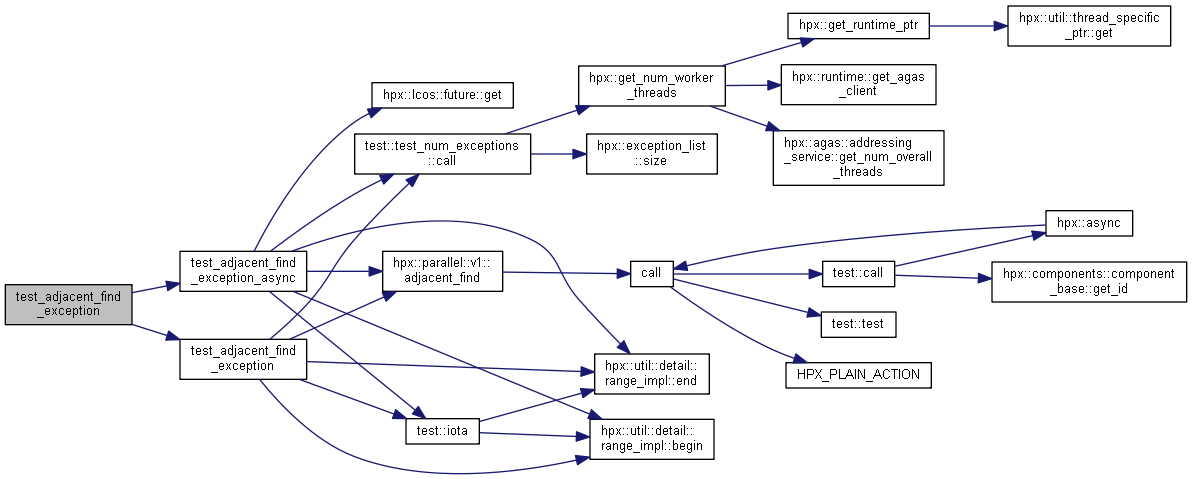 hpx::get_runtime_ptr
hpx::util::thread_specific
_ptr::get
hpx::get_num_worker
_threads
hpx::runtime::get_agas
_client
hpx::lcos::future::get
test::test_num_exceptions
::call
hpx::exception_list
::size
hpx::agas::addressing
_service::get_num_overall
_threads
hpx::async
test_adjacent_find
_exception_async
hpx::parallel::v1::
adjacent_find
call
test::call
hpx::components::component
_base::get_id
test_adjacent_find
_exception
test::test
test_adjacent_find
_exception
hpx::util::detail::
range_impl::end
HPX_PLAIN_ACTION
test::iota
hpx::util::detail::
range_impl::begin